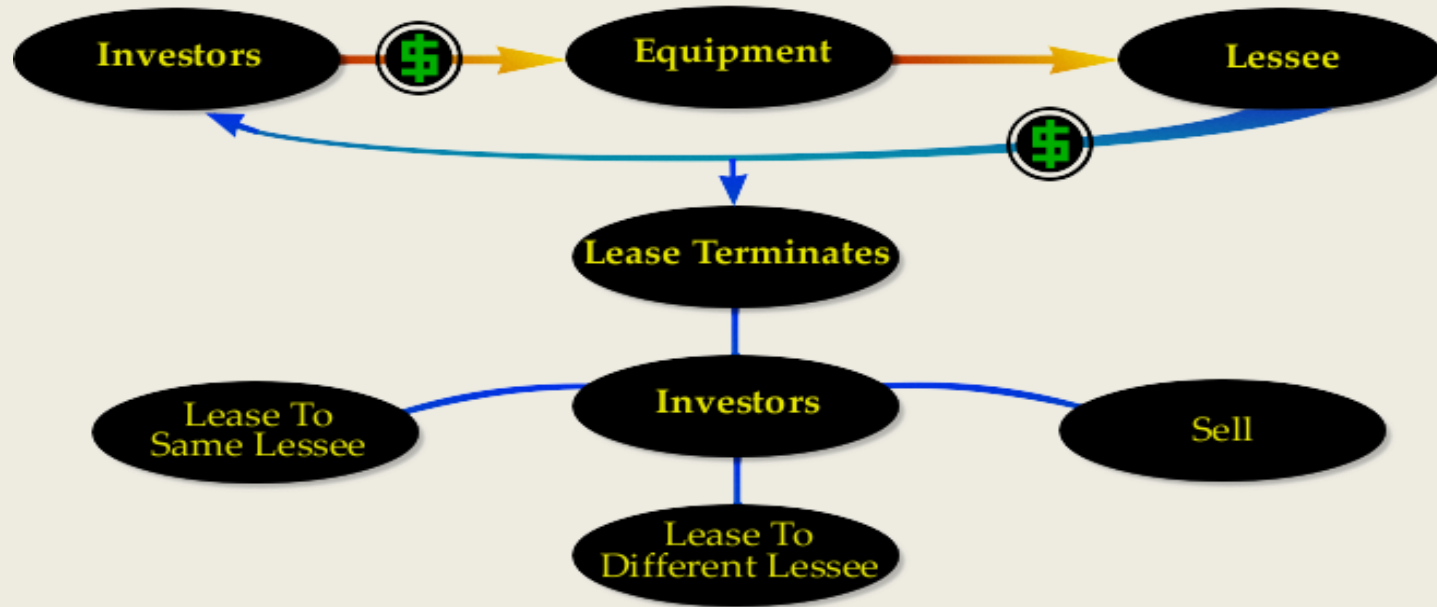 Investors
$
Equipment
Lessee
$
Lease Terminates
Investors
Lease To
Same Lessee
Sell
Lease To
Different Lessee